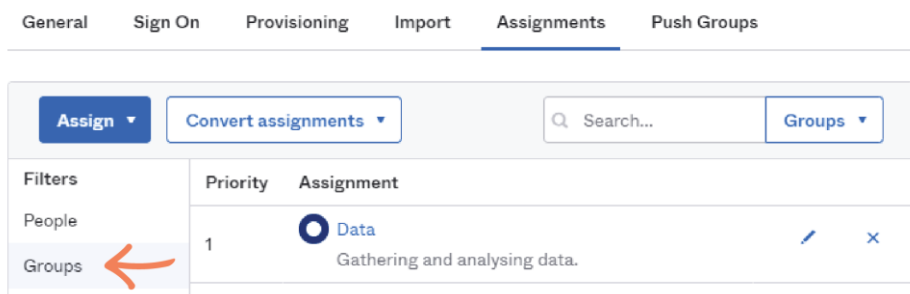 General Sign On Provisioning Import Assignments Push Groups
Assign Convert assignments Search... Groups
Filters Priority Assignment
People 1 Data
Groups Gathering and analysing data.